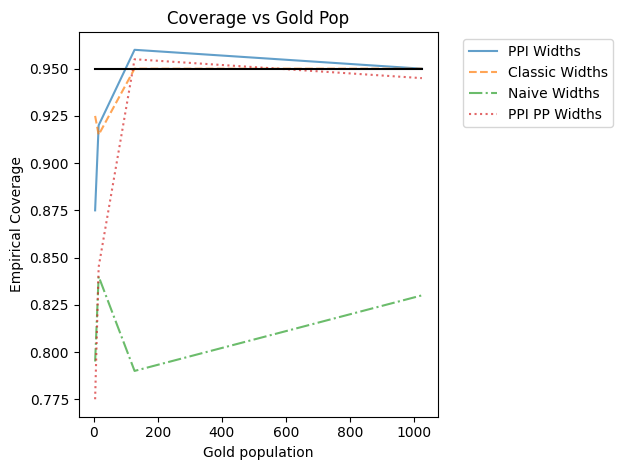 Coverage vs Gold Pop
PPI Widths
Classic Widths
Naive Widths
PPI PP Widths
Empirical Coverage
0.950
0.925
0.900
0.875
0.850
0.825
0.800
0.775
0 200 400 600 800 1000
Gold population